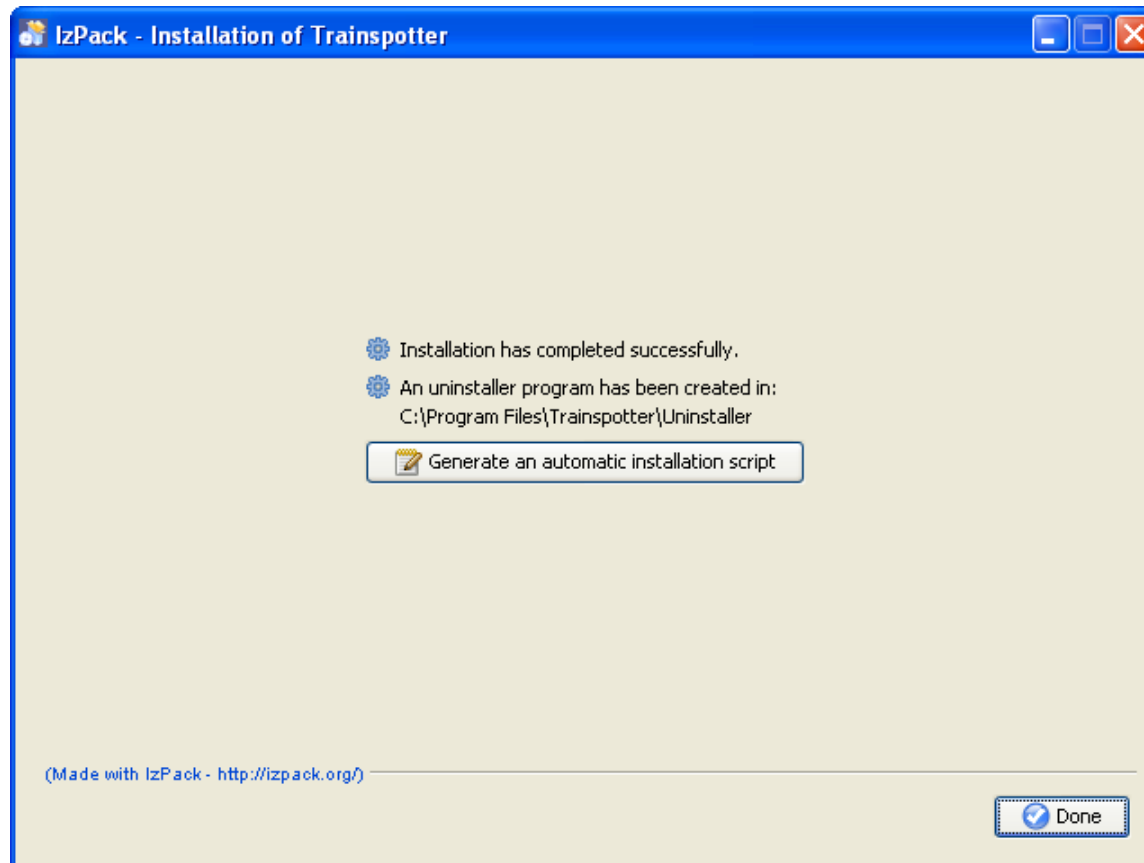 IzPack - Installation of Trainspotter
Installation has completed successfully.
An uninstaller program has been created in:
C:\Program Files\Trainspotter\Uninstaller
Generate an automatic installation script
(Made with IzPack - http://izpack.org/)
Done